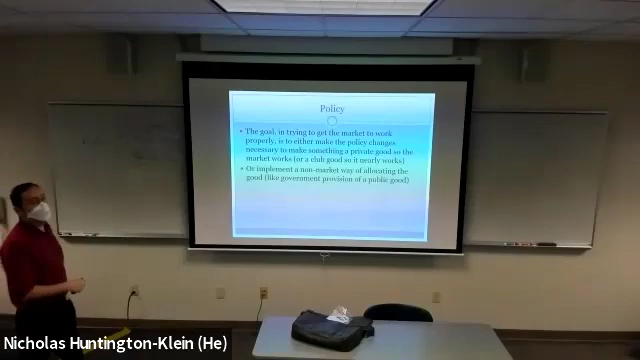 Policy
• The goal, in trying to get the market to work
properly, is to either make the policy changes
necessary to make something a private good so the
market works (or a club good so it nearly works)
• Or implement a non-market way of allocating the
good (like government provision of a public good)
Nicholas Huntington-Klein (He)